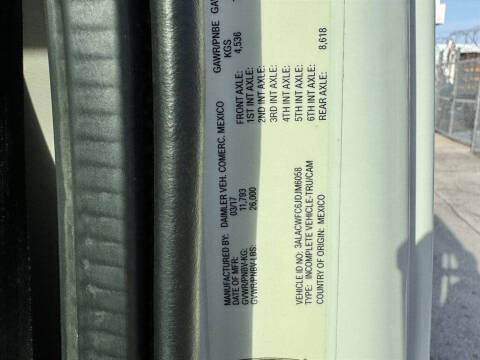 MANUFACTURED BY: DAIMLER VEH. COMERC. MEXICO
DATE OF MFR: 03/17
GVWR/PNBV-KG: 11,793
GVWR/PNBV-LBS: 26,000
GAWR/PNBE
KGS
FRONT AXLE: 4,536
1ST INT AXLE:
2ND INT AXLE:
3RD INT AXLE:
4TH INT AXLE:
5TH INT AXLE:
6TH INT AXLE:
REAR AXLE: 8,618
VEHICLE ID NO: 3ALACWFC6JDJM6058
TYPE: INCOMPLETE VEHICLE-TRU/CAM
COUNTRY OF ORIGIN: MEXICO